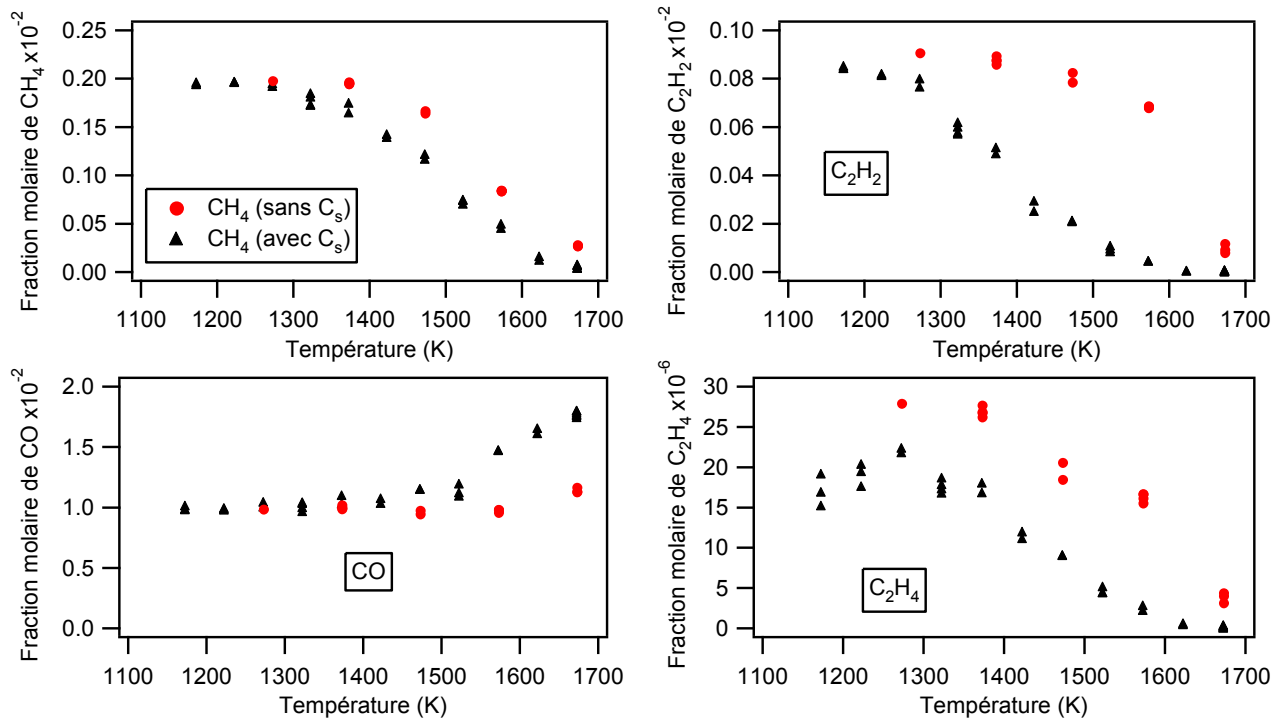 Fraction molaire de CH4 x10-2
0.25
0.20
0.15
0.10
0.05
0.00
CH4 (sans Cs)
CH4 (avec Cs)
1100 1200 1300 1400 1500 1600 1700
Température (K)
Fraction molaire de C2H2 x10-2
0.10
0.08
0.06
0.04
0.02
0.00
C2H2
1100 1200 1300 1400 1500 1600 1700
Température (K)
Fraction molaire de CO x10-2
2.0
1.5
1.0
0.5
0.0
CO
1100 1200 1300 1400 1500 1600 1700
Température (K)
Fraction molaire de C2H4 x10-6
30
25
20
15
10
5
0
C2H4
1100 1200 1300 1400 1500 1600 1700
Température (K)